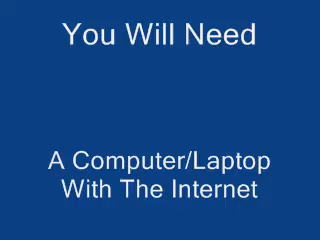 You Will Need
A Computer/Laptop
With The Internet